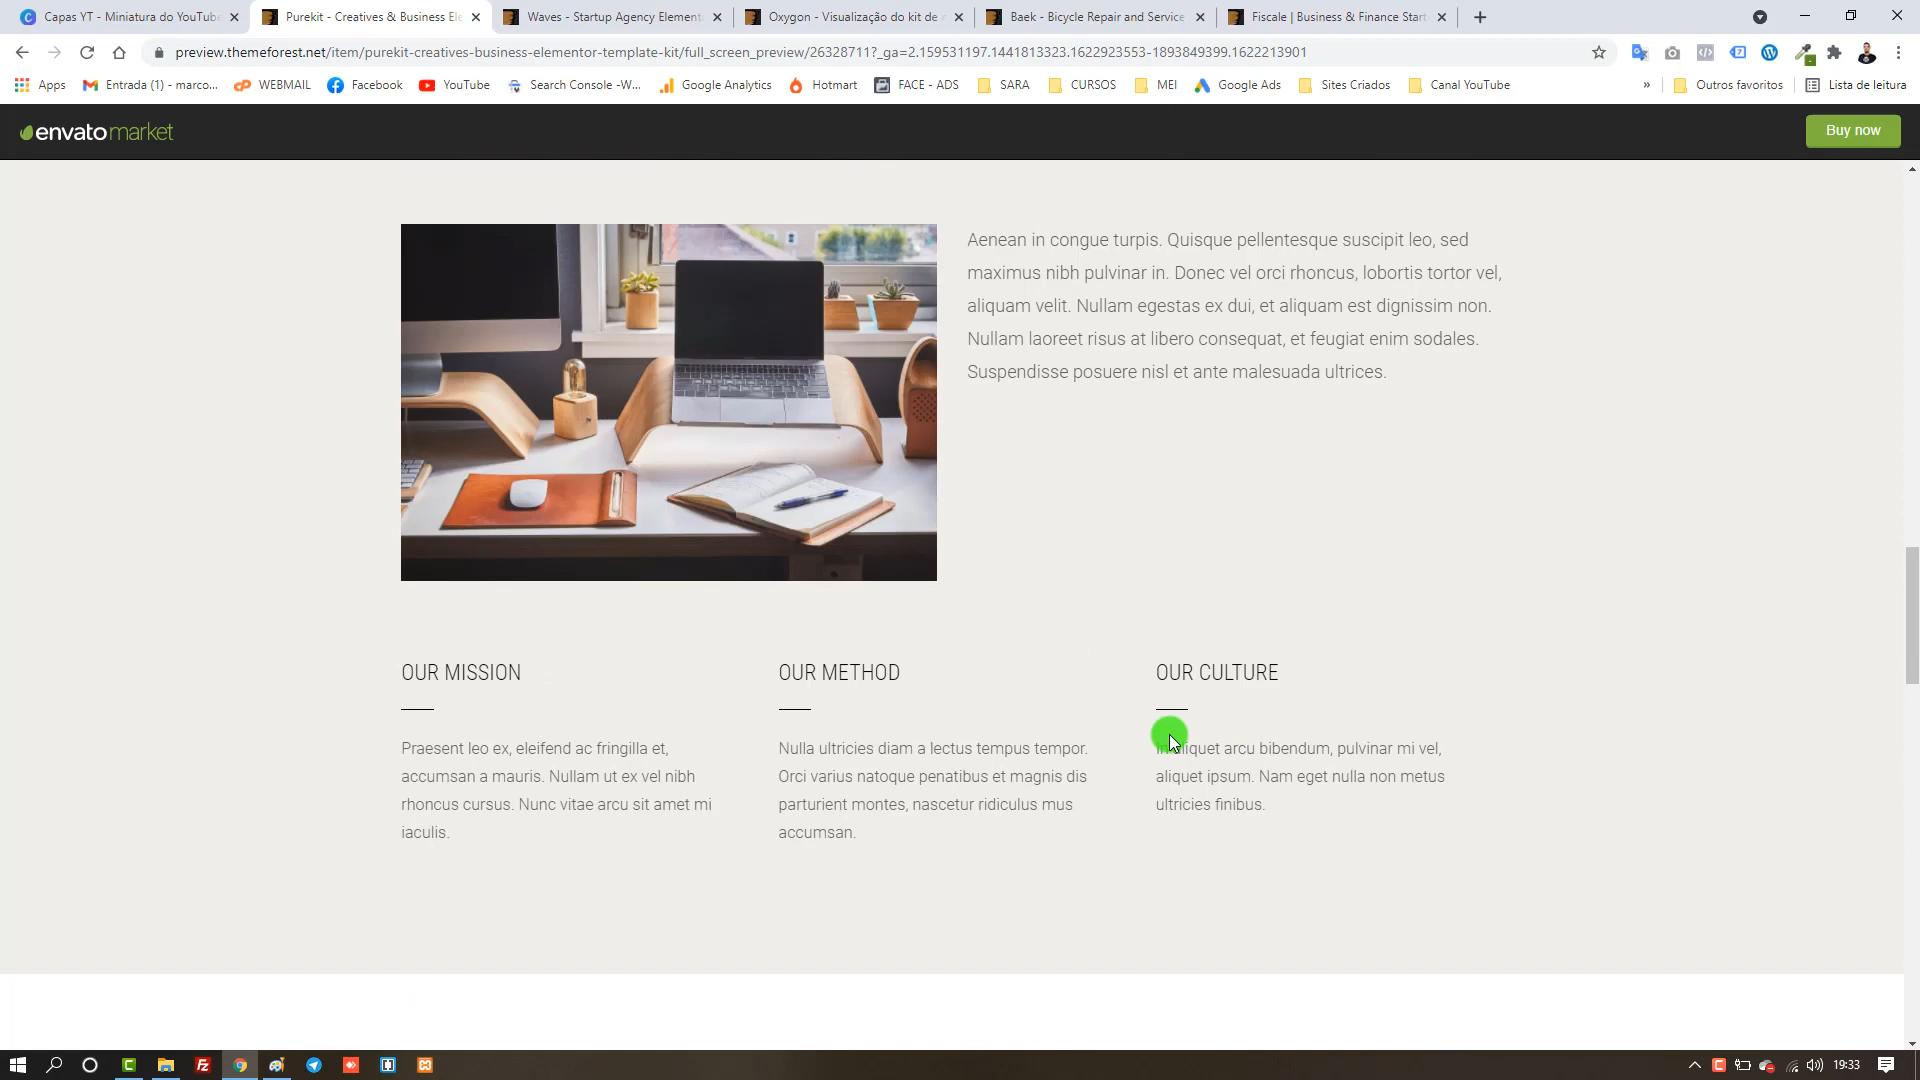 Capas YT - Miniatura do YouTube
Purekit - Creatives & Business Ele
Waves - Startup Agency Element
Oxygon - Visualização do kit de
Baek - Bicycle Repair and Service
Fiscale | Business & Finance Start
preview.themeforest.net/item/purekit-creatives-business-elementor-template-kit/full_screen_preview/26328711?_ga=2.159531197.1441813323.1622923553-1893849399.1622213901
Apps
Entrada (1) - marco...
WEBMAIL
Facebook
YouTube
Search Console -W...
Google Analytics
Hotmart
FACE - ADS
SARA
CURSOS
MEI
Google Ads
Sites Criados
Canal YouTube
»
Outros favoritos
Lista de leitura
envatomarket
Buy now
Aenean in congue turpis. Quisque pellentesque suscipit leo, sed
maximus nibh pulvinar in. Donec vel orci rhoncus, lobortis tortor vel,
aliquam velit. Nullam egestas ex dui, et aliquam est dignissim non.
Nullam laoreet risus at libero consequat, et feugiat enim sodales.
Suspendisse posuere nisl et ante malesuada ultrices.
OUR MISSION
Praesent leo ex, eleifend ac fringilla et,
accumsan a mauris. Nullam ut ex vel nibh
rhoncus cursus. Nunc vitae arcu sit amet mi
iaculis.
OUR METHOD
Nulla ultricies diam a lectus tempus tempor.
Orci varius natoque penatibus et magnis dis
parturient montes, nascetur ridiculus mus
accumsan.
OUR CULTURE
In aliquet arcu bibendum, pulvinar mi vel,
aliquet ipsum. Nam eget nulla non metus
ultricies finibus.
19:33